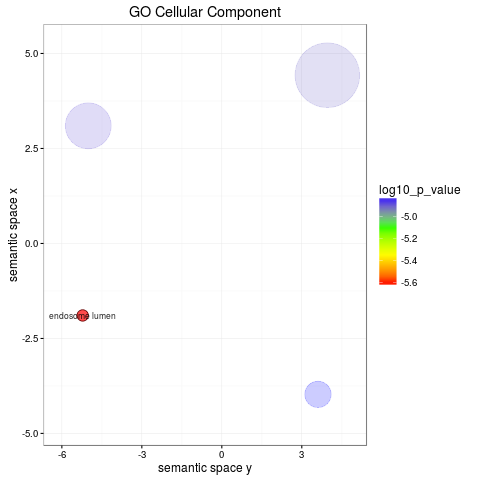 GO Cellular Component
5.0
2.5
0.0
-2.5
-5.0
semantic space x
endosome lumen
-6
-3
0
3
semantic space y
log10_p_value
-5.0
-5.2
-5.4
-5.6